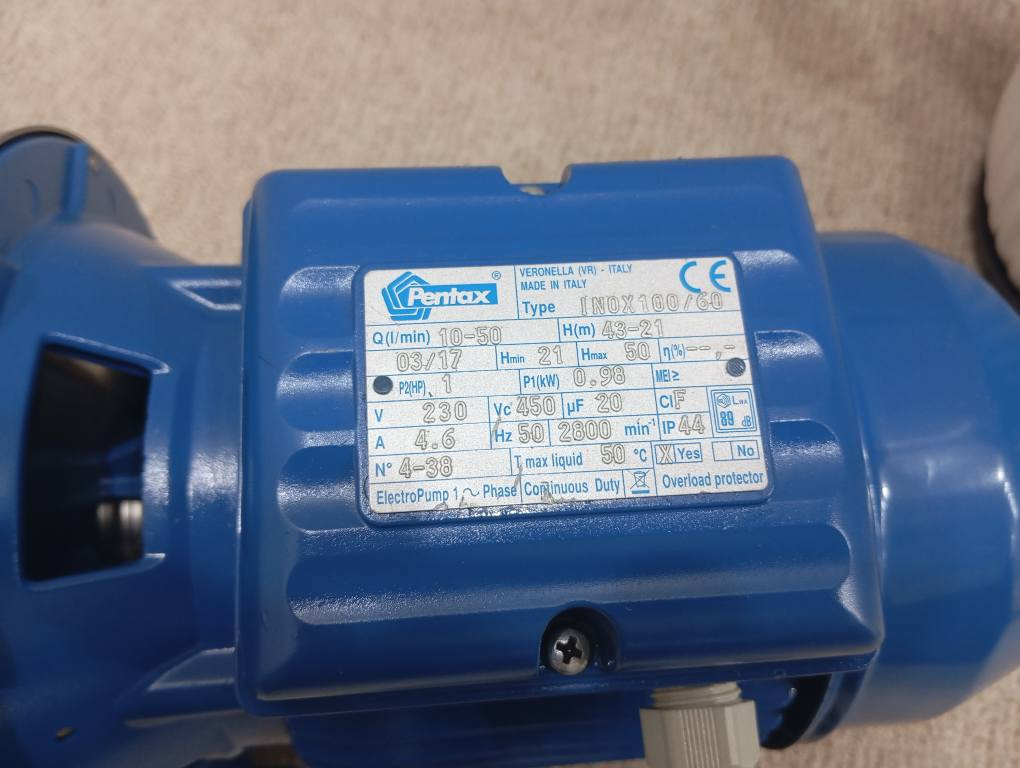 Pentax ®
VERONELLA (VR) - ITALY
MADE IN ITALY
CE
Type INOX100/60
Q(l/min) 10-50 H(m) 43-21
03/17 Hmin 21 Hmax 50 η(%)--,-
P2(HP) 1 P1(kW) 0.98 MEI ≥
V 230 Vc 450 µF 20 Cl F LWA
A 4.6 Hz 50 2800 min⁻¹ IP 44 89 dB
N° 4-38 T max liquid 50 °C X Yes No
ElectroPump 1 ~ Phase Continuous Duty Overload protector